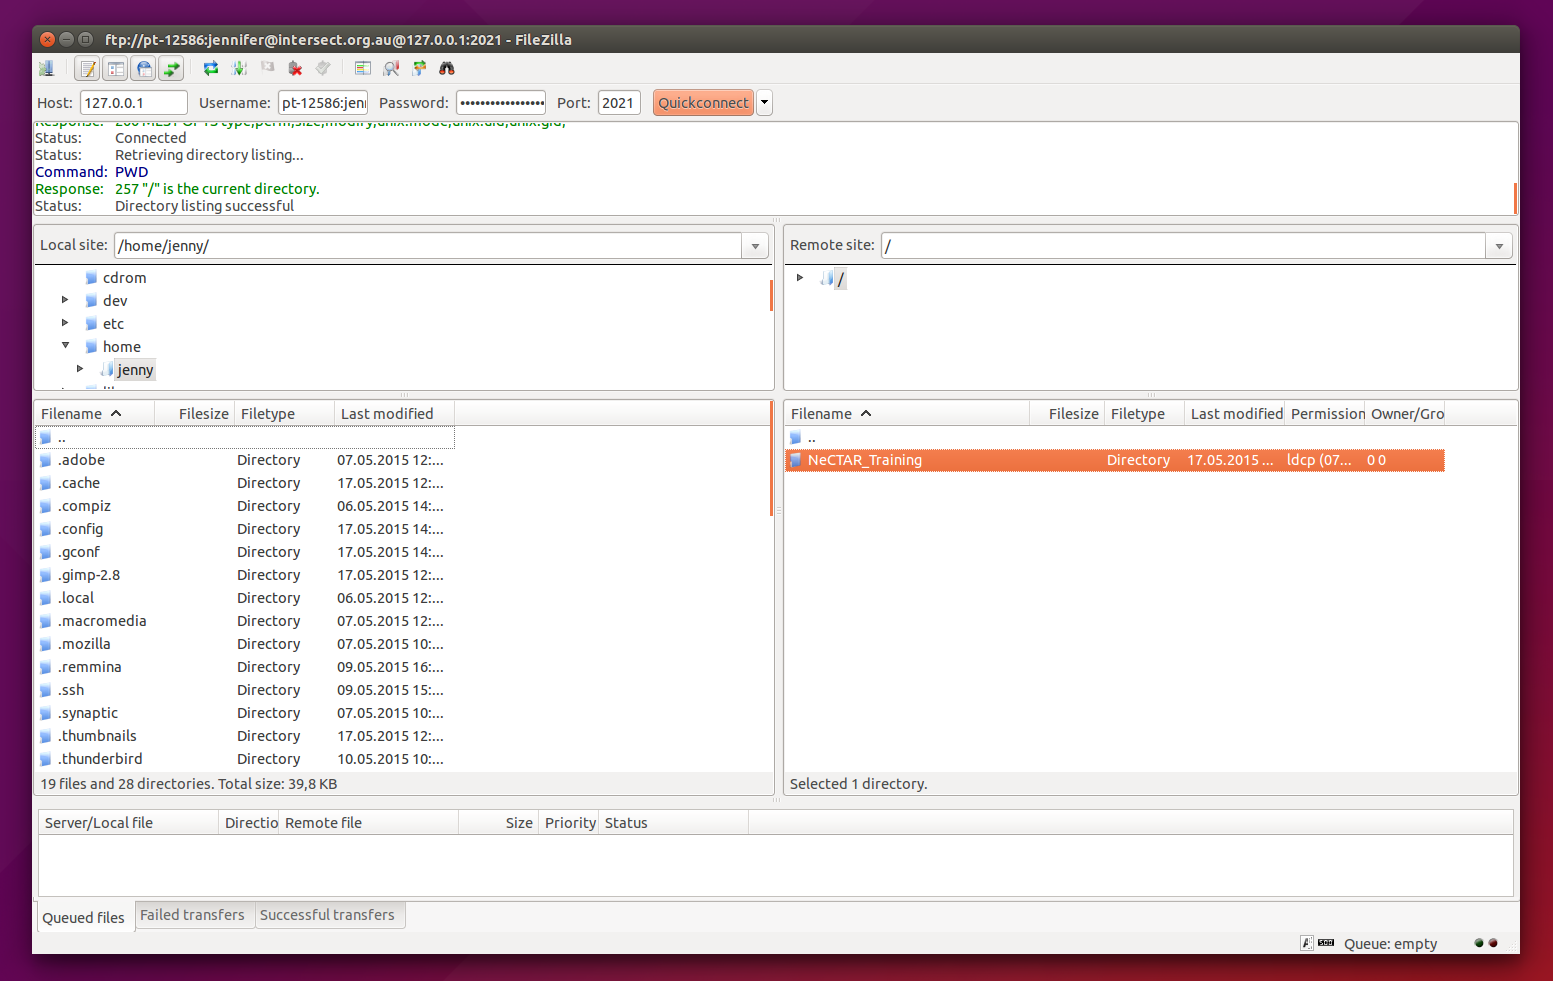 ftp://pt-12586:jennifer@intersect.org.au@127.0.0.1:2021 - FileZilla
Host: 127.0.0.1 Username: pt-12586:jen Password: ••••••••••••••••• Port: 2021 Quickconnect
Status: Connected
Status: Retrieving directory listing...
Command: PWD
Response: 257 "/" is the current directory.
Status: Directory listing successful
Local site: /home/jenny/
cdrom
dev
etc
home
jenny
Remote site: /
/
Filename Filesize Filetype Last modified
..
.adobe Directory 07.05.2015 12:...
.cache Directory 17.05.2015 12:...
.compiz Directory 06.05.2015 14:...
.config Directory 17.05.2015 14:...
.gconf Directory 17.05.2015 14:...
.gimp-2.8 Directory 17.05.2015 12:...
.local Directory 06.05.2015 12:...
.macromedia Directory 07.05.2015 12:...
.mozilla Directory 07.05.2015 10:...
.remmina Directory 09.05.2015 16:...
.ssh Directory 09.05.2015 15:...
.synaptic Directory 07.05.2015 10:...
.thumbnails Directory 17.05.2015 12:...
.thunderbird Directory 10.05.2015 10:...
19 files and 28 directories. Total size: 39,8 KB
Filename Filesize Filetype Last modified Permission Owner/Gro
..
NeCTAR_Training Directory 17.05.2015 ... ldcp (07... 0 0
Selected 1 directory.
Server/Local file Directio Remote file Size Priority Status
Queued files Failed transfers Successful transfers
Queue: empty